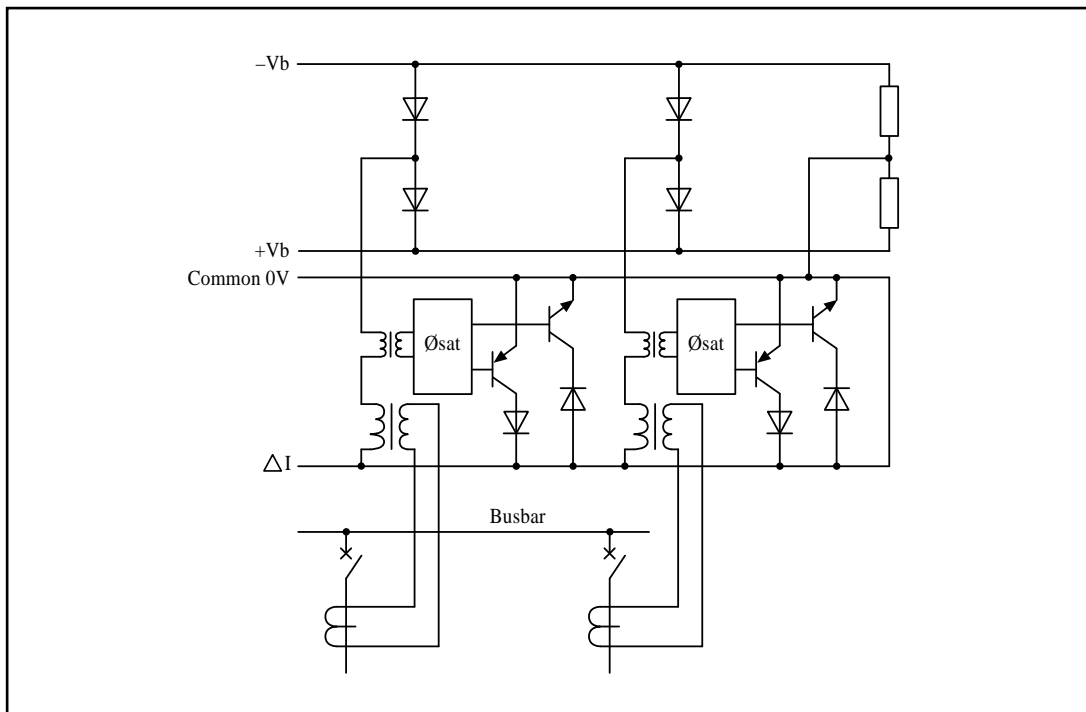 –Vb
+Vb
Common 0V
Øsat
Øsat
△I
Busbar